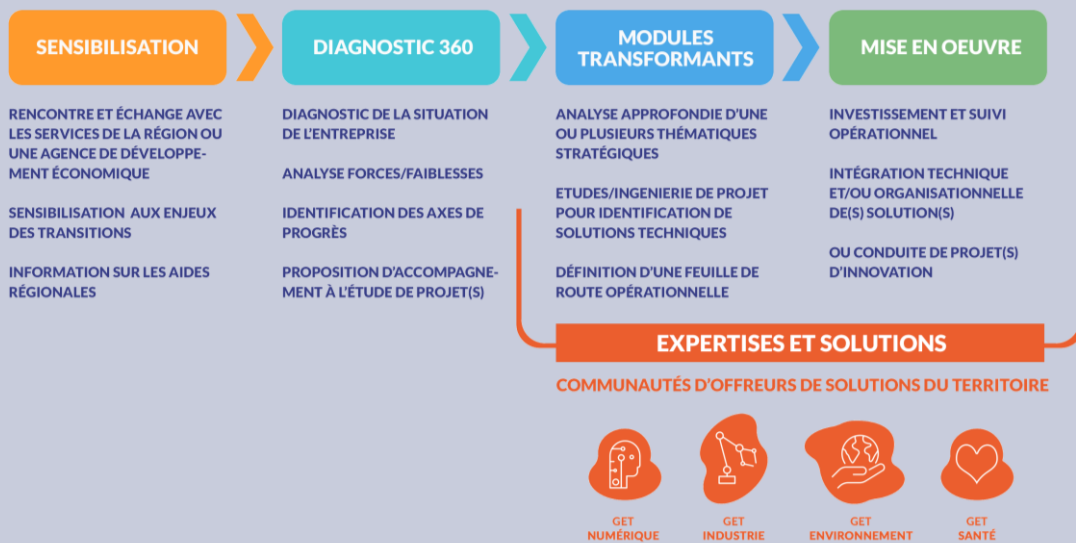 SENSIBILISATION
RENCONTRE ET ÉCHANGE AVEC
LES SERVICES DE LA RÉGION OU
UNE AGENCE DE DÉVELOPPE-
MENT ÉCONOMIQUE
SENSIBILISATION AUX ENJEUX
DES TRANSITIONS
INFORMATION SUR LES AIDES
RÉGIONALES
DIAGNOSTIC 360
DIAGNOSTIC DE LA SITUATION
DE L'ENTREPRISE
ANALYSE FORCES/FAIBLESSES
IDENTIFICATION DES AXES DE
PROGRÈS
PROPOSITION D'ACCOMPAGNE-
MENT À L'ÉTUDE DE PROJET(S)
MODULES
TRANSFORMANTS
ANALYSE APPROFONDIE D'UNE
OU PLUSIEURS THÉMATIQUES
STRATÉGIQUES
ETUDES/INGENIERIE DE PROJET
POUR IDENTIFICATION DE
SOLUTIONS TECHNIQUES
DÉFINITION D'UNE FEUILLE DE
ROUTE OPÉRATIONNELLE
MISE EN OEUVRE
INVESTISSEMENT ET SUIVI
OPÉRATIONNEL
INTÉGRATION TECHNIQUE
ET/OU ORGANISATIONNELLE
DE(S) SOLUTION(S)
OU CONDUITE DE PROJET(S)
D'INNOVATION
EXPERTISES ET SOLUTIONS
COMMUNAUTÉS D'OFFREURS DE SOLUTIONS DU TERRITOIRE
GET
NUMÉRIQUE
GET
INDUSTRIE
GET
ENVIRONNEMENT
GET
SANTÉ